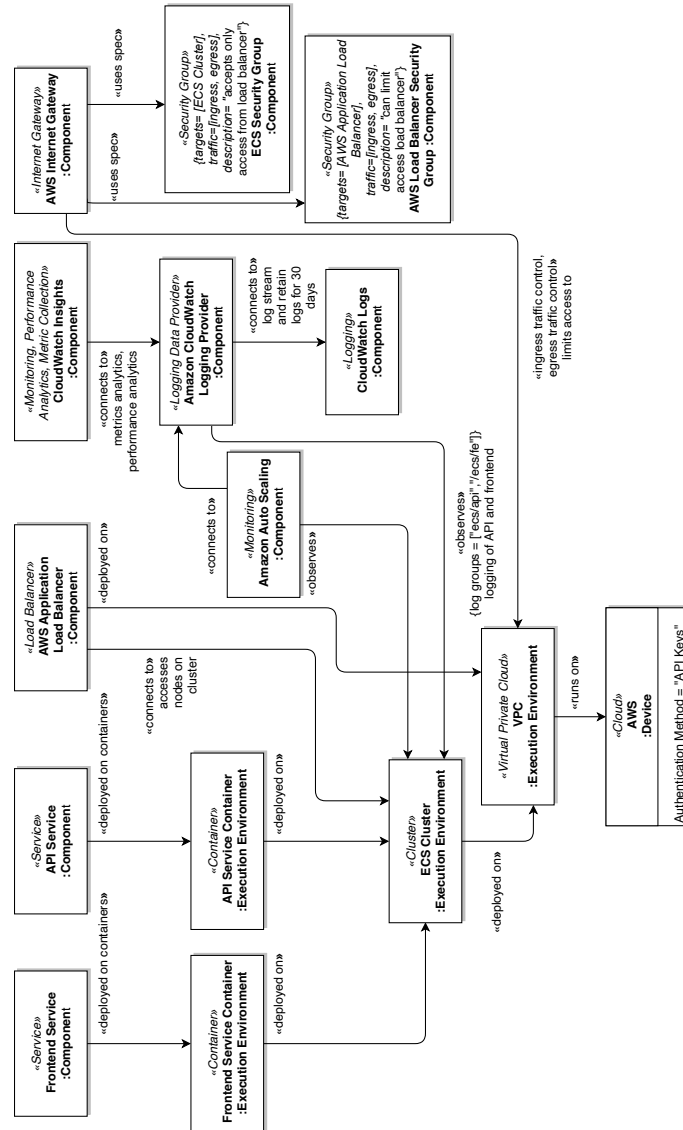 «Service»
Frontend Service
:Component
«Service»
API Service
:Component
«Load Balancer»
AWS Application
Load Balancer
:Component
«Monitoring, Performance
Analytics, Metric Collection»
CloudWatch Insights
:Component
«Internet Gateway»
AWS Internet Gateway
:Component
«deployed on containers»
«deployed on containers»
«connects to»
accesses
nodes on
cluster
«deployed on»
«connects to»
metrics analytics,
performance analytics
«uses spec»
«uses spec»
«Container»
Frontend Service Container
:Execution Environment
«Container»
API Service Container
:Execution Environment
«Logging Data Provider»
Amazon CloudWatch
Logging Provider
:Component
«Security Group»
{targets= [ECS Cluster],
traffic=[ingress, egress],
description= "accepts only
access from load balancer"}
ECS Security Group
:Component
«connects to»
«Monitoring»
Amazon Auto Scaling
:Component
«observes»
«connects to»
log stream
and retain
logs for 30
days
«Logging»
CloudWatch Logs
:Component
«Security Group»
{targets= [AWS Application Load
Balancer],
traffic=[ingress, egress],
description= "can limit
access load balancer"}
AWS Load Balancer Security
Group :Component
«deployed on»
«deployed on»
«Cluster»
ECS Cluster
:Execution Environment
«observes»
{log groups = ["ecs/api","/ecs/fe"]}
logging of API and frontend
«ingress traffic control,
egress traffic control»
limits access to
«deployed on»
«Virtual Private Cloud»
VPC
:Execution Environment
«runs on»
«Cloud»
AWS
:Device
Authentication Method = "API Keys"